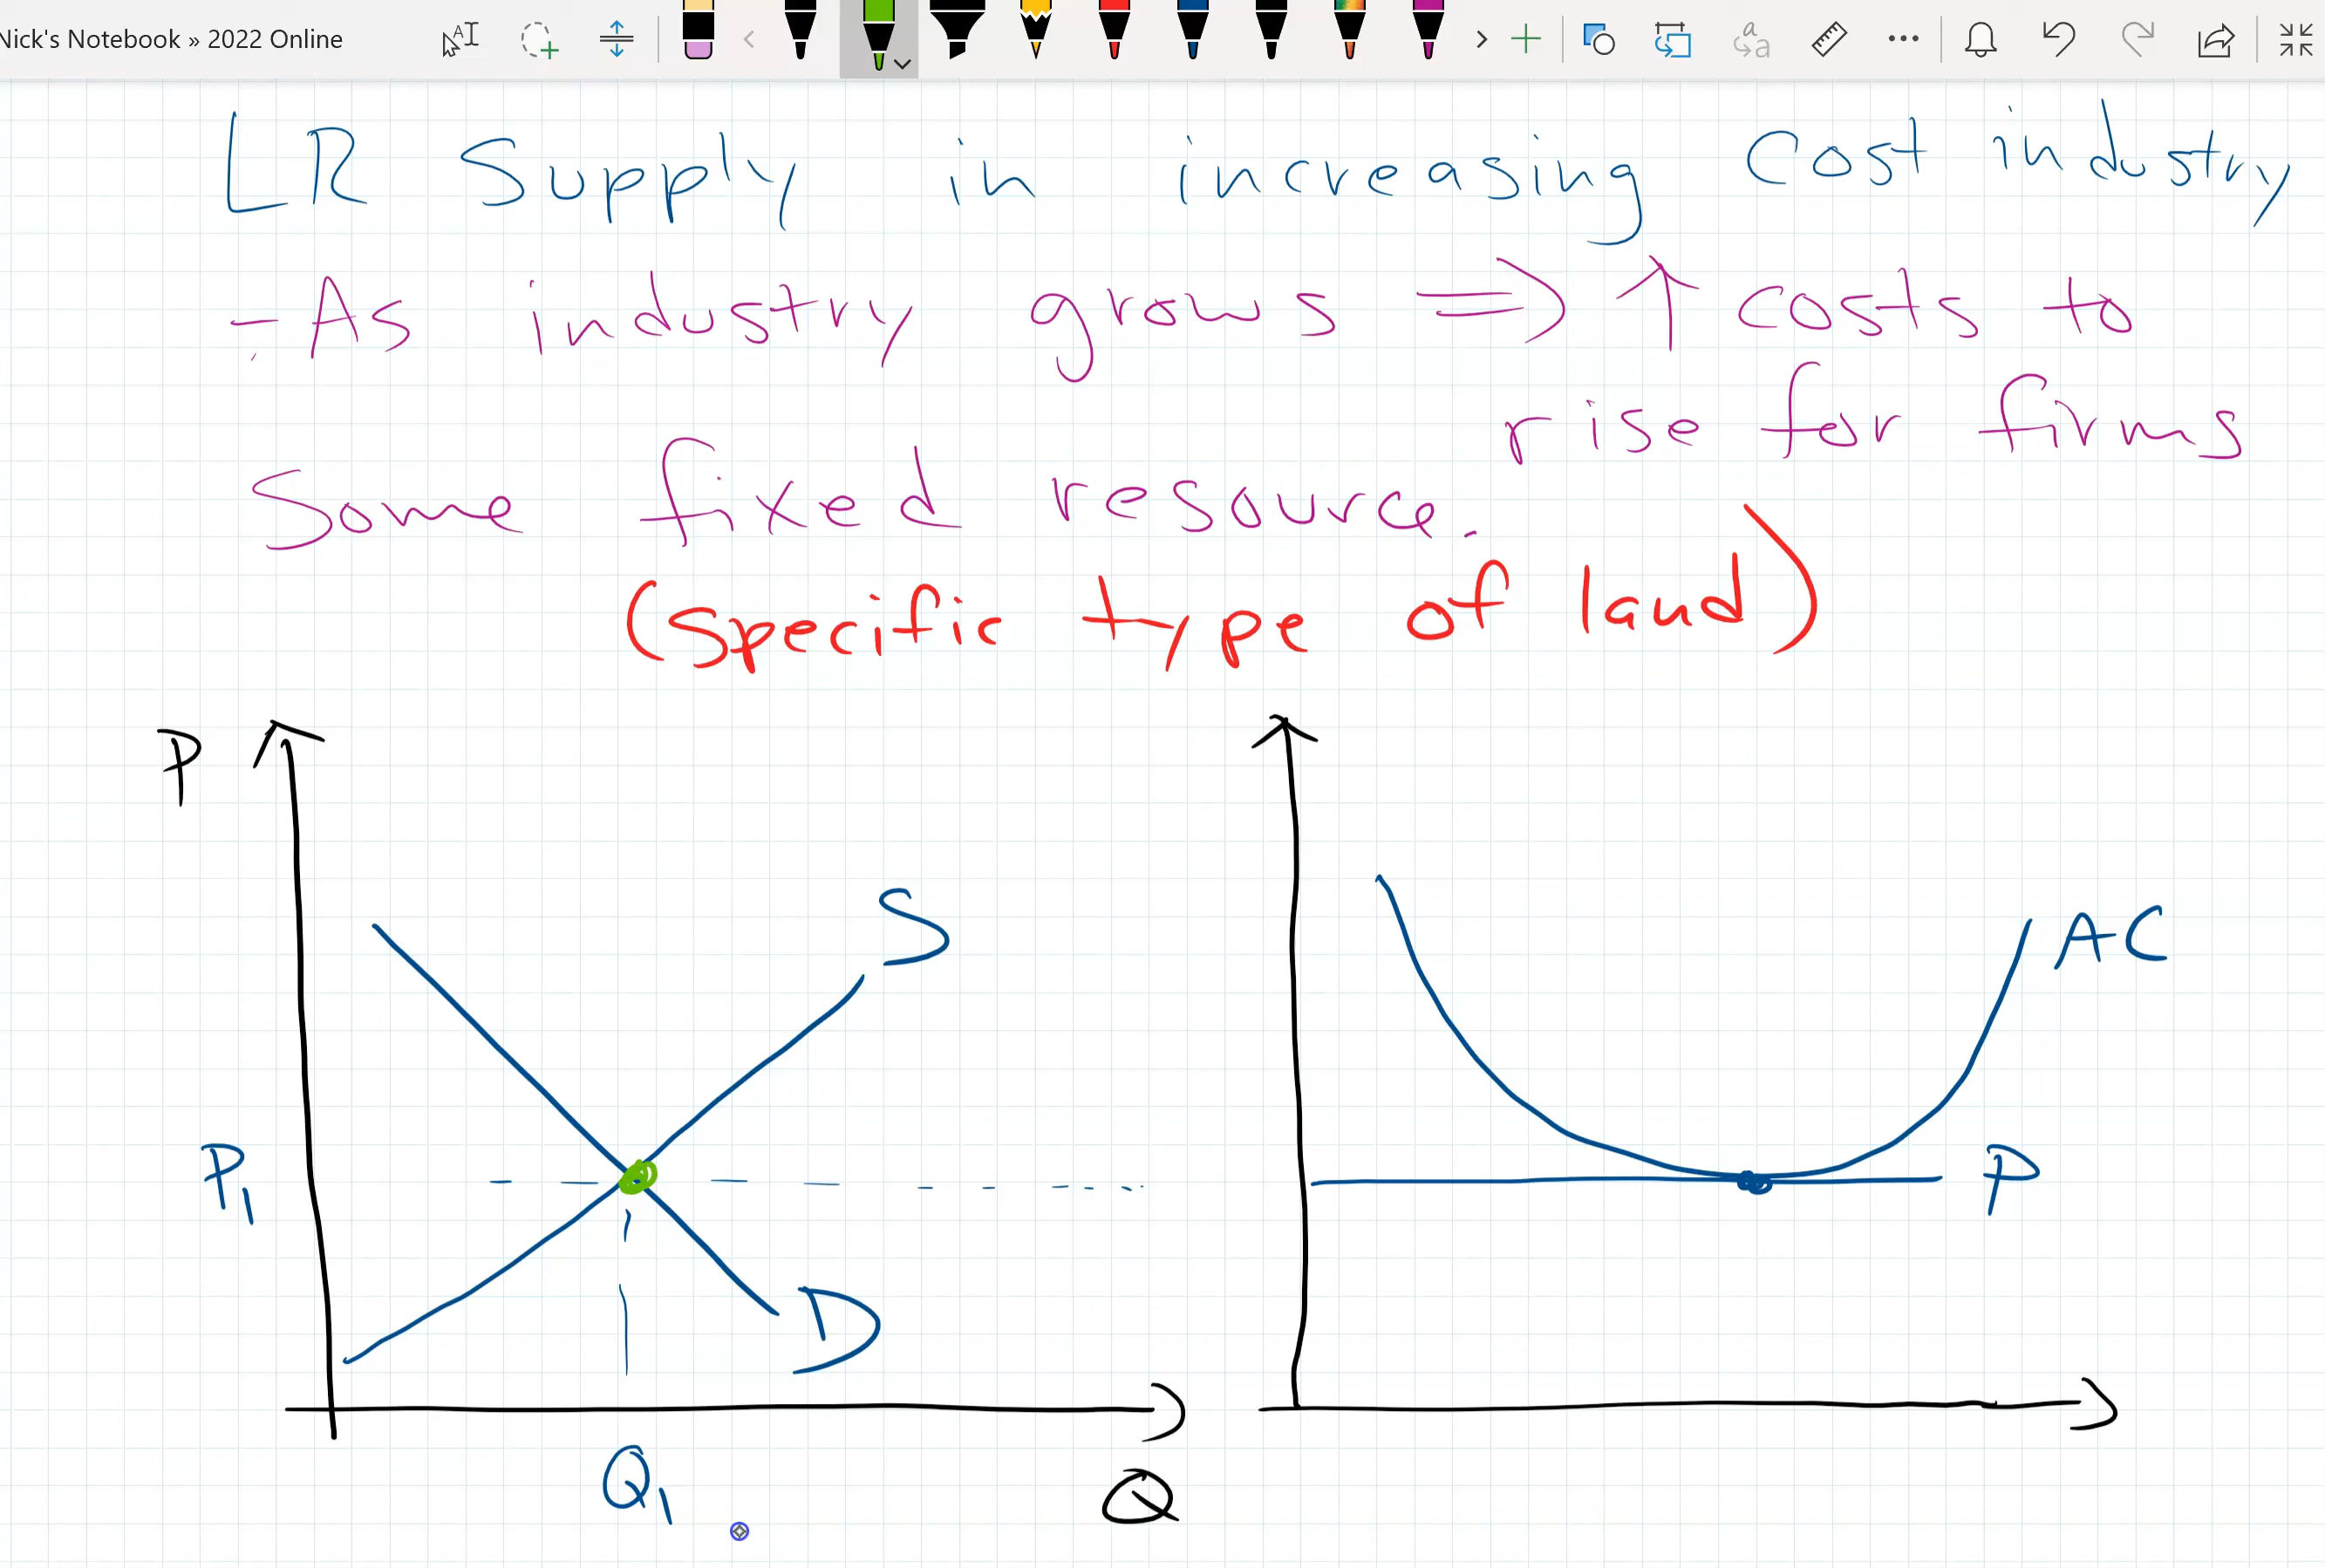 Nick's Notebook » 2022 Online
LR Supply in increasing cost industry
- As industry grows ⇒ ↑ costs to
rise for firms
Some fixed resource.
(specific type of land)
P
S
AC
P₁
P
D
Q₁
Q